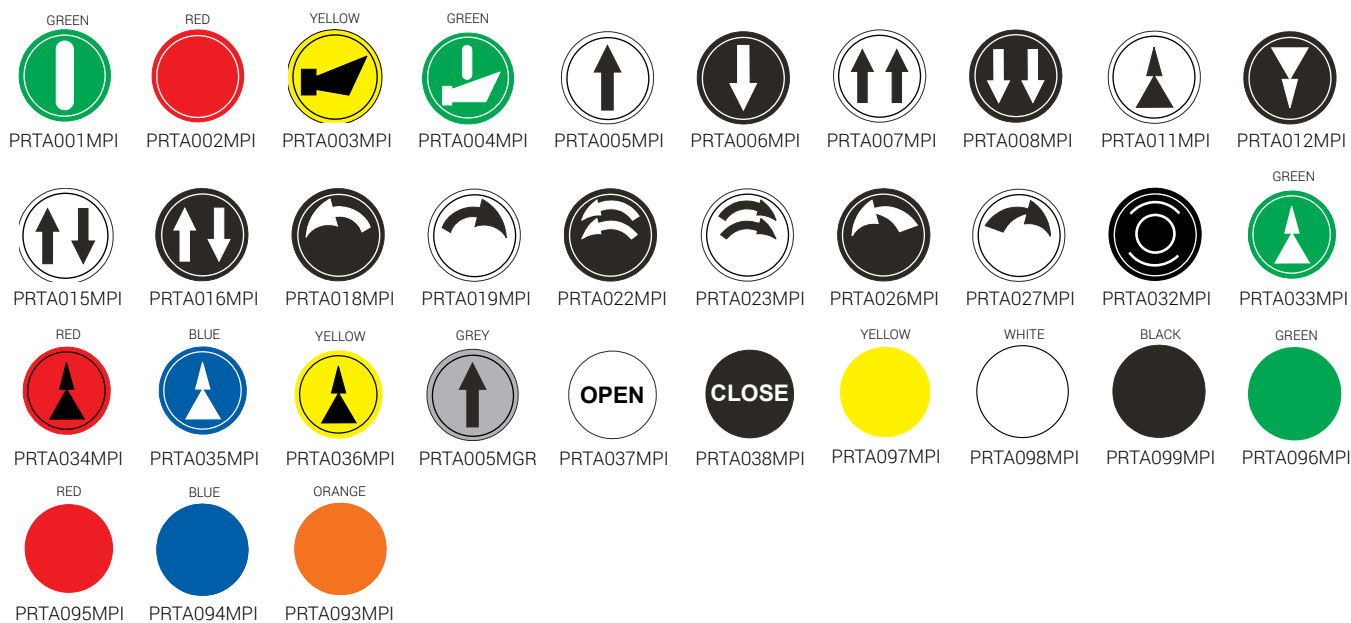 GREEN RED YELLOW GREEN
PRTA001MPI PRTA002MPI PRTA003MPI PRTA004MPI PRTA005MPI PRTA006MPI PRTA007MPI PRTA008MPI PRTA011MPI PRTA012MPI
GREEN
PRTA015MPI PRTA016MPI PRTA018MPI PRTA019MPI PRTA022MPI PRTA023MPI PRTA026MPI PRTA027MPI PRTA032MPI PRTA033MPI
RED BLUE YELLOW GREY YELLOW WHITE BLACK GREEN
OPEN CLOSE
PRTA034MPI PRTA035MPI PRTA036MPI PRTA005MGR PRTA037MPI PRTA038MPI PRTA097MPI PRTA098MPI PRTA099MPI PRTA096MPI
RED BLUE ORANGE
PRTA095MPI PRTA094MPI PRTA093MPI